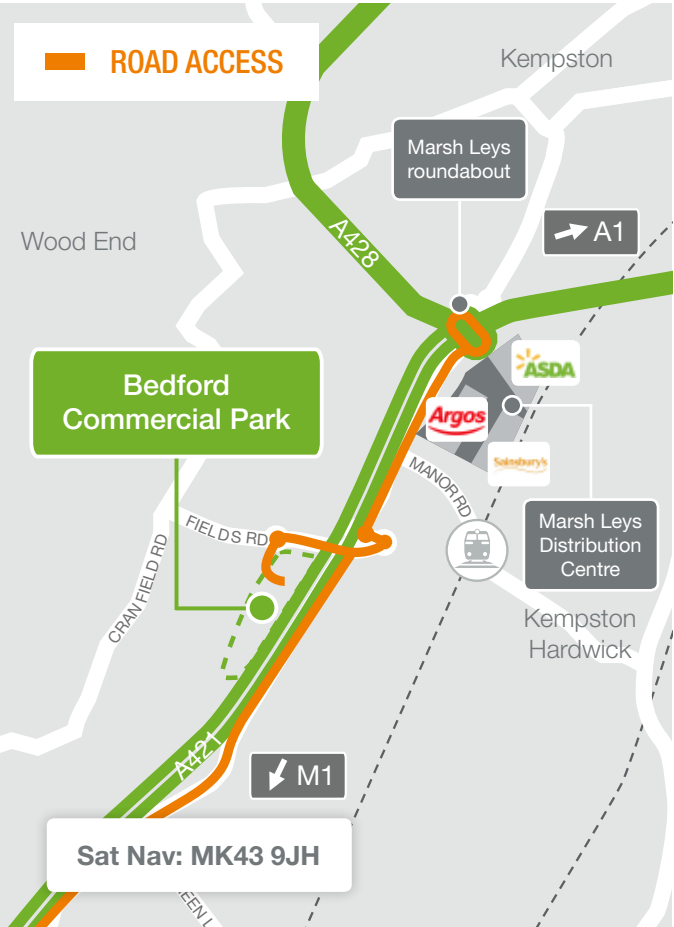 ROAD ACCESS
Kempston
Marsh Leys
roundabout
A1
Wood End
A428
Bedford
Commercial Park
ASDA
Argos
Sainsbury's
MANOR RD
FIELDS RD
Marsh Leys
Distribution
Centre
CRANFIELD RD
Kempston
Hardwick
A421
M1
Sat Nav: MK43 9JH